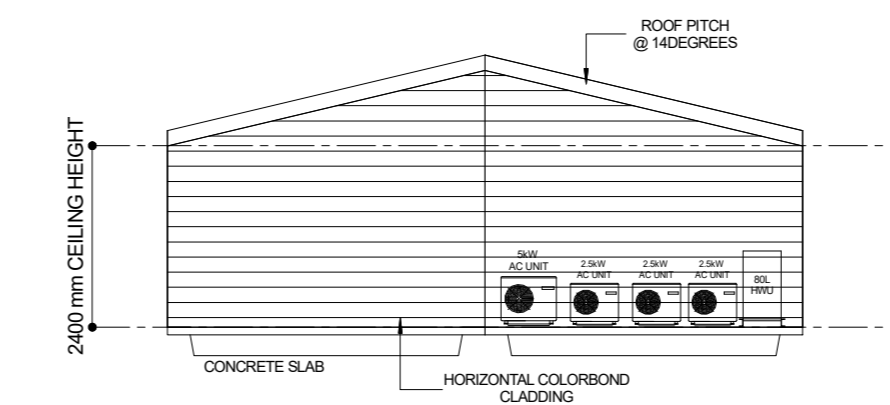 ROOF PITCH
@ 14DEGREES
2400 mm CEILING HEIGHT
5kW
AC UNIT
2.5kW
AC UNIT
2.5kW
AC UNIT
2.5kW
AC UNIT
80L
HWU
CONCRETE SLAB
HORIZONTAL COLORBOND
CLADDING